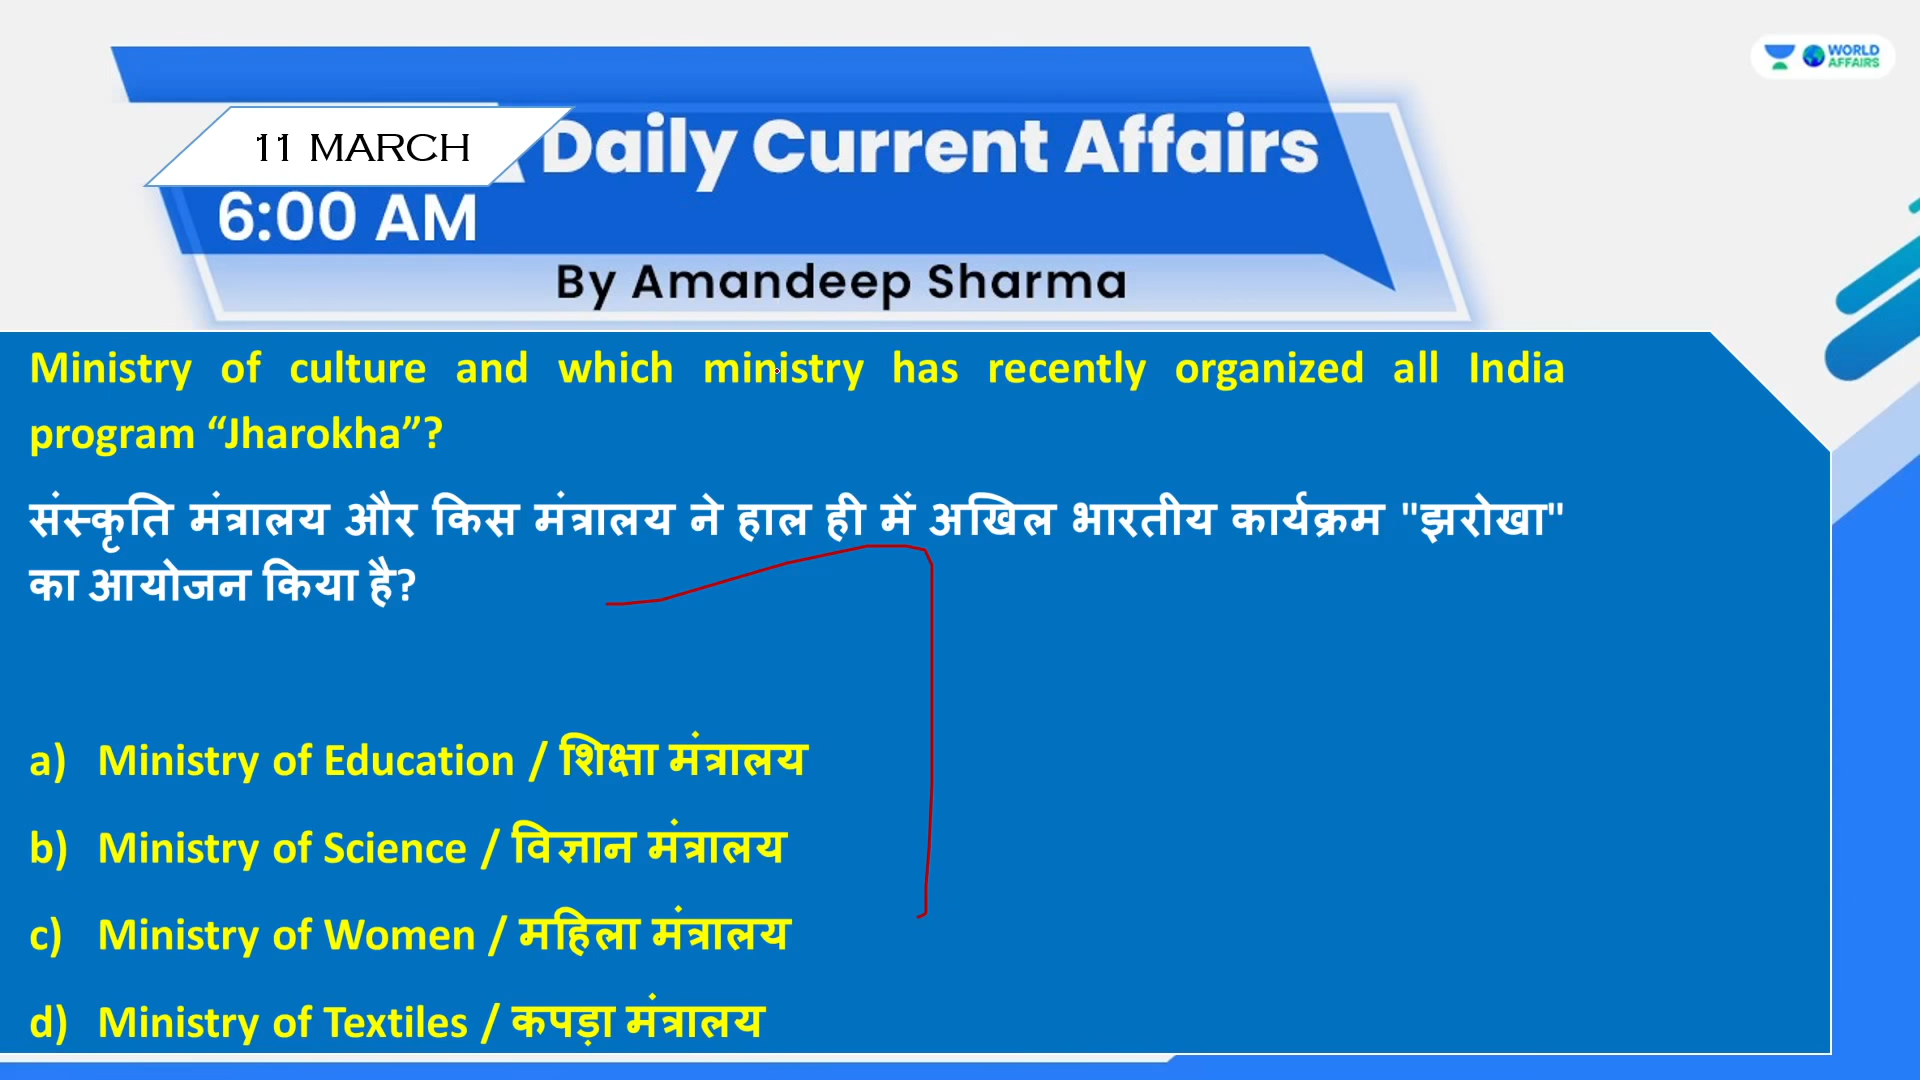 WORLD
AFFAIRS
11 MARCH
Daily Current Affairs
6:00 AM
By Amandeep Sharma
Ministry of culture and which ministry has recently organized all India
program “Jharokha”?
संस्कृति मंत्रालय और किस मंत्रालय ने हाल ही में अखिल भारतीय कार्यक्रम "झरोखा"
का आयोजन किया है?
a) Ministry of Education / शिक्षा मंत्रालय
b) Ministry of Science / विज्ञान मंत्रालय
c) Ministry of Women / महिला मंत्रालय
d) Ministry of Textiles / कपड़ा मंत्रालय